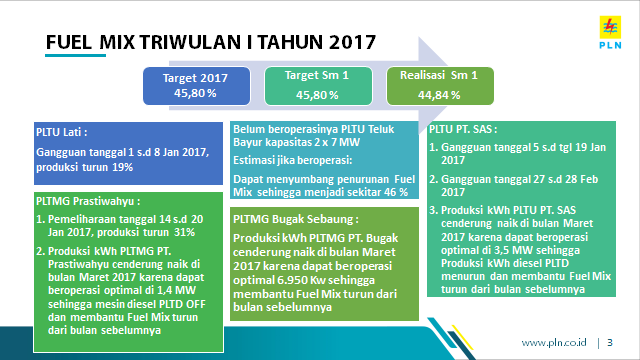 FUEL MIX TRIWULAN I TAHUN 2017
PLN
Target 2017
45,80 %
Target Sm 1
45,80 %
Realisasi Sm 1
44,84 %
PLTU Lati :
Gangguan tanggal 1 s.d 8 Jan 2017,
produksi turun 19%
PLTMG Prastiwahyu :
1. Pemeliharaan tanggal 14 s.d 20
Jan 2017, produksi turun 31%
2. Produksi kWh PLTMG PT.
Prastiwahyu cenderung naik di
bulan Maret 2017 karena dapat
beroperasi optimal di 1,4 MW
sehingga mesin diesel PLTD OFF
dan membantu Fuel Mix turun
dari bulan sebelumnya
Belum beroperasinya PLTU Teluk
Bayur kapasitas 2 x 7 MW
Estimasi jika beroperasi:
Dapat menyumbang penurunan Fuel
Mix sehingga menjadi sekitar 46 %
PLTMG Bugak Sebaung :
Produksi kWh PLTMG PT. Bugak
cenderung naik di bulan Maret
2017 karena dapat beroperasi
optimal 6.950 Kw sehingga
membantu Fuel Mix turun dari
bulan sebelumnya
PLTU PT. SAS :
1. Gangguan tanggal 5 s.d tgl 19 Jan
2017
2. Gangguan tanggal 27 s.d 28 Feb
2017
3. Produksi kWh PLTU PT. SAS
cenderung naik di bulan Maret
2017 karena dapat beroperasi
optimal di 3,5 MW sehingga
Produksi kWh diesel PLTD
menurun dan membantu Fuel Mix
turun dari bulan sebelumnya
www.pln.co.id | 3